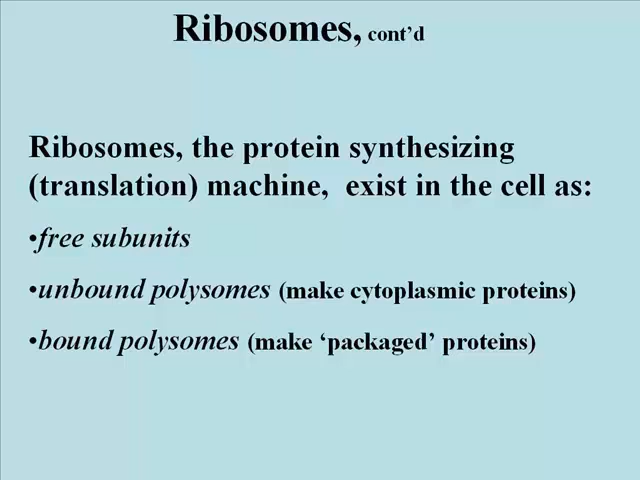 Ribosomes, cont’d
Ribosomes, the protein synthesizing
(translation) machine, exist in the cell as:
•free subunits
•unbound polysomes (make cytoplasmic proteins)
•bound polysomes (make ‘packaged’ proteins)